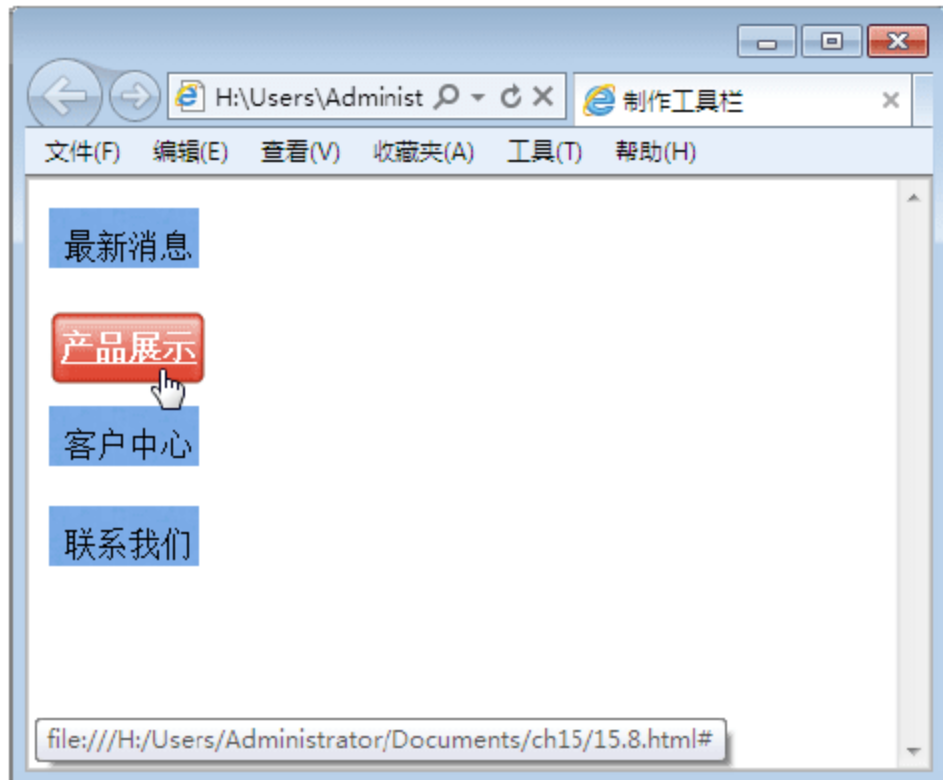 H:\Users\Administ
制作工具栏
文件(F) 编辑(E) 查看(V) 收藏夹(A) 工具(T) 帮助(H)
最新消息
产品展示
客户中心
联系我们
file:///H:/Users/Administrator/Documents/ch15/15.8.html#